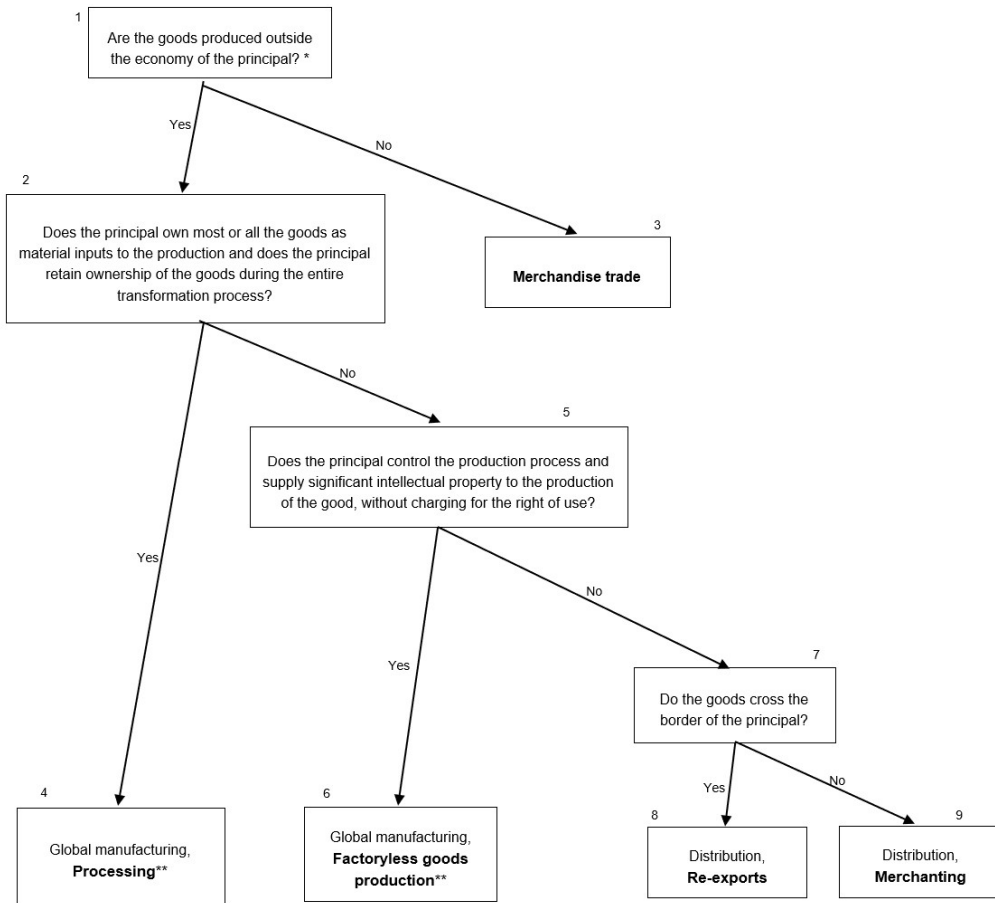 1
Are the goods produced outside
the economy of the principal? *
Yes
No
2
Does the principal own most or all the goods as
material inputs to the production and does the principal
retain ownership of the goods during the entire
transformation process?
3
Merchandise trade
No
5
Does the principal control the production process and
supply significant intellectual property to the production
of the good, without charging for the right of use?
Yes
No
Yes
7
Do the goods cross the
border of the principal?
Yes
No
4
Global manufacturing,
Processing**
6
Global manufacturing,
Factoryless goods
production**
8
Distribution,
Re-exports
9
Distribution,
Merchanting